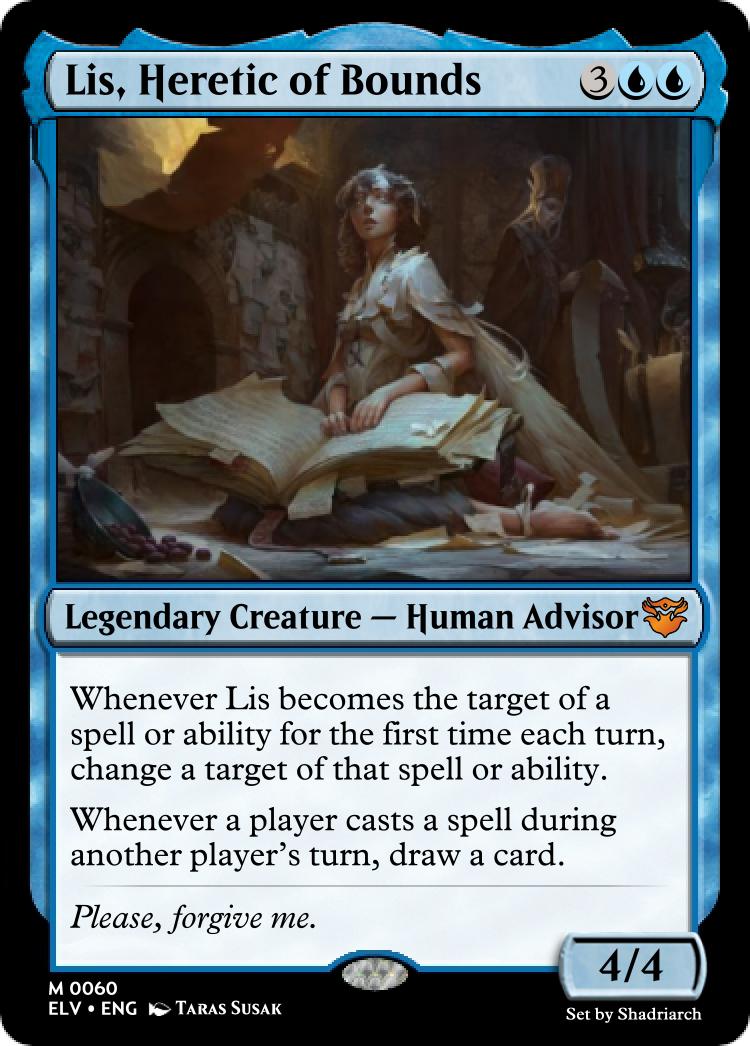 Lis, Heretic of Bounds 3
Legendary Creature — Human Advisor
Whenever Lis becomes the target of a
spell or ability for the first time each turn,
change a target of that spell or ability.
Whenever a player casts a spell during
another player's turn, draw a card.
Please, forgive me.
4/4
M 0060
ELV • ENG Taras Susak
Set by Shadriarch